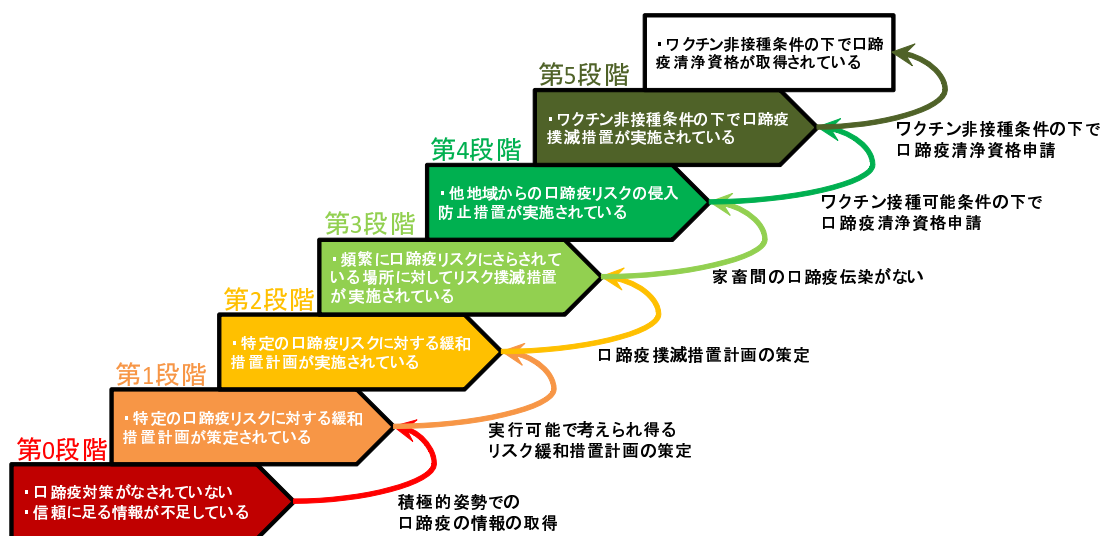 ・ワクチン非接種条件の下で口蹄
疫清浄資格が取得されている
第5段階
・ワクチン非接種条件の下で口蹄疫
撲滅措置が実施されている
ワクチン非接種条件の下で
口蹄疫清浄資格申請
第4段階
・他地域からの口蹄疫リスクの侵入
防止措置が実施されている
ワクチン接種可能条件の下で
口蹄疫清浄資格申請
第3段階
・頻繁に口蹄疫リスクにさらされて
いる場所に対してリスク撲滅措置
が実施されている
家畜間の口蹄疫伝染がない
第2段階
・特定の口蹄疫リスクに対する緩和
措置計画が実施されている
口蹄疫撲滅措置計画の策定
第1段階
・特定の口蹄疫リスクに対する緩和
措置計画が策定されている
実行可能で考えられ得る
リスク緩和措置計画の策定
第0段階
・口蹄疫対策がなされていない
・信頼に足る情報が不足している
積極的姿勢での
口蹄疫の情報の取得